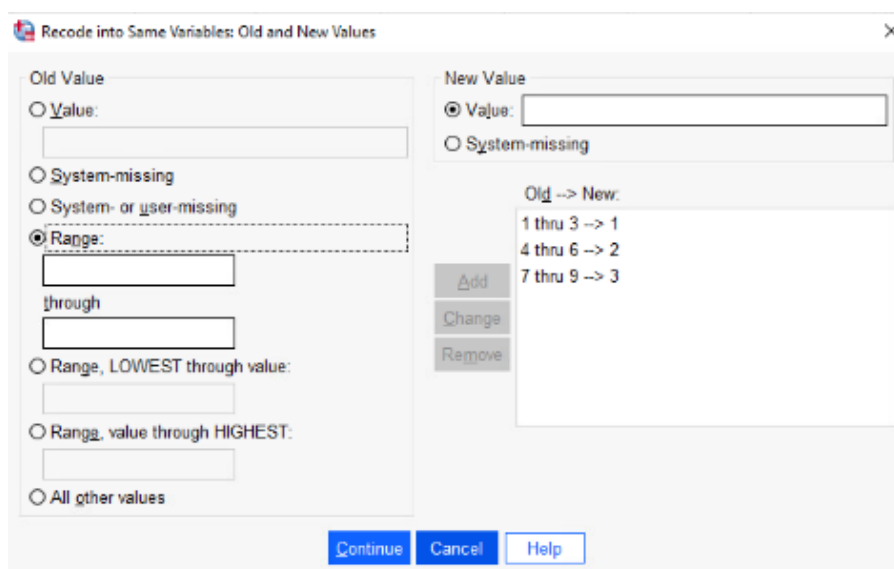 Recode into Same Variables: Old and New Values
Old Value
Value:
System-missing
System- or user-missing
Range:
through
Range, LOWEST through value:
Range, value through HIGHEST:
All other values
New Value
Value:
System-missing
Old --> New:
1 thru 3 --> 1
4 thru 6 --> 2
7 thru 9 --> 3
Add
Change
Remove
Continue Cancel Help